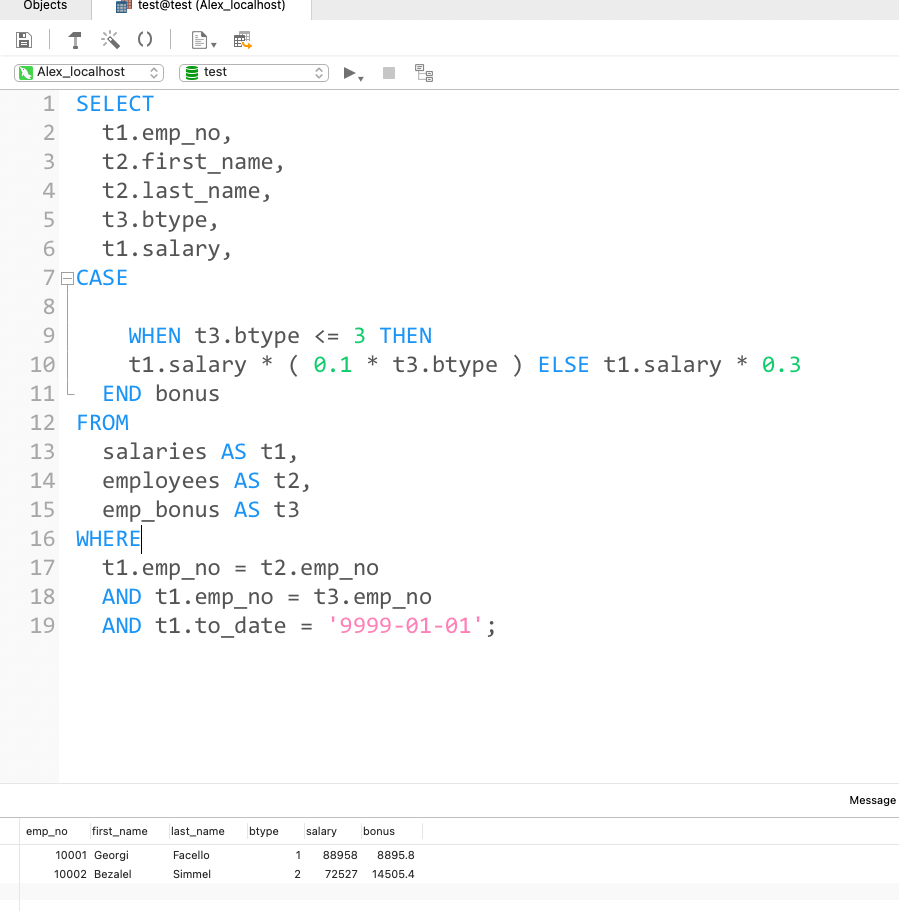 Objects test@test (Alex_localhost)
Alex_localhost test
1 SELECT
2 t1.emp_no,
3 t2.first_name,
4 t2.last_name,
5 t3.btype,
6 t1.salary,
7 CASE
8
9 WHEN t3.btype <= 3 THEN
10 t1.salary * ( 0.1 * t3.btype ) ELSE t1.salary * 0.3
11 END bonus
12 FROM
13 salaries AS t1,
14 employees AS t2,
15 emp_bonus AS t3
16 WHERE
17 t1.emp_no = t2.emp_no
18 AND t1.emp_no = t3.emp_no
19 AND t1.to_date = '9999-01-01';
Message
emp_no first_name last_name btype salary bonus
10001 Georgi Facello 1 88958 8895.8
10002 Bezalel Simmel 2 72527 14505.4